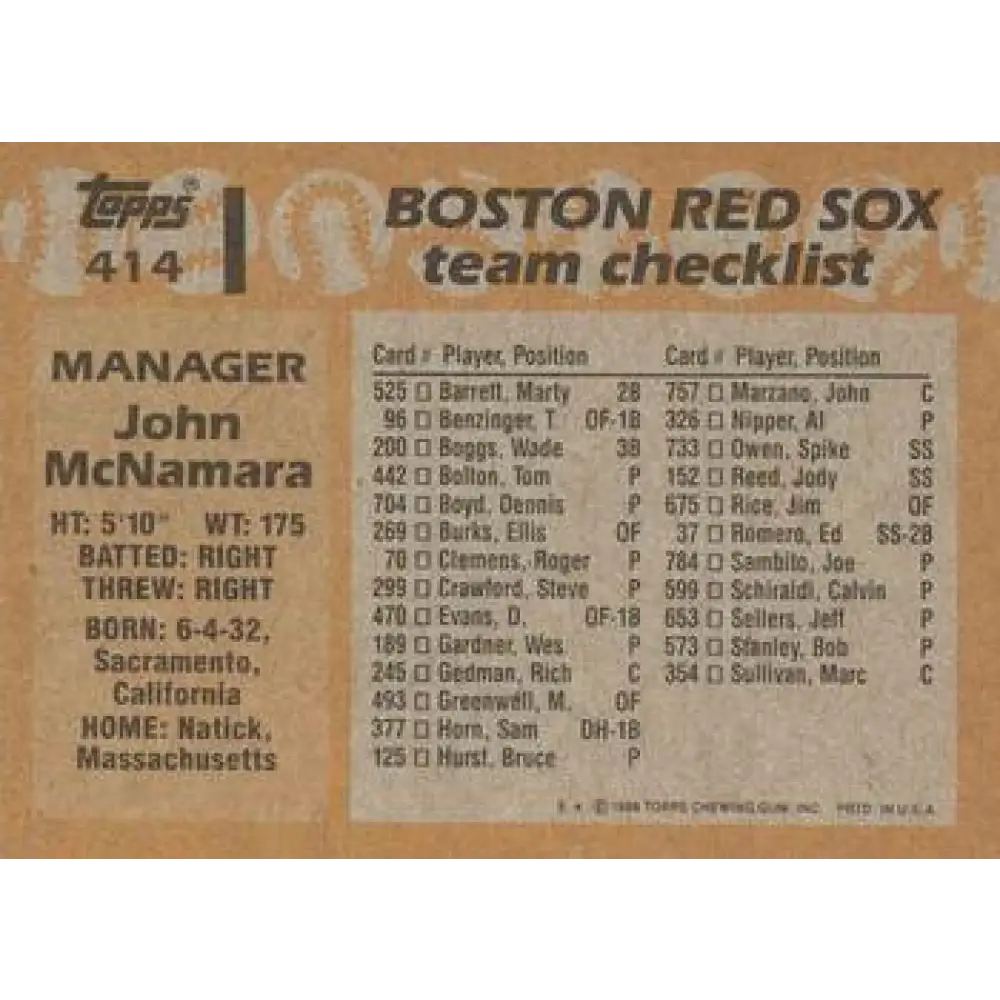 Topps®
414
BOSTON RED SOX
team checklist
MANAGER
John
McNamara
HT: 5'10" WT: 175
BATTED: RIGHT
THREW: RIGHT
BORN: 6-4-32,
Sacramento,
California
HOME: Natick,
Massachusetts
Card # Player, Position
525 □ Barrett, Marty 2B
96 □ Benzinger, T OF-1B
200 □ Boggs, Wade 3B
442 □ Bolton, Tom P
704 □ Boyd, Dennis P
269 □ Burks, Ellis OF
70 □ Clemens, Roger P
299 □ Crawford, Steve P
470 □ Evans, D. OF-1B
189 □ Gardner, Wes P
245 □ Gedman, Rich C
493 □ Greenwell, M. OF
377 □ Horn, Sam DH-1B
125 □ Hurst, Bruce P
Card # Player, Position
757 □ Marzano, John C
326 □ Nipper, Al P
733 □ Owen, Spike SS
152 □ Reed, Jody SS
675 □ Rice, Jim OF
37 □ Romero, Ed SS-2B
784 □ Sambito, Joe P
599 □ Schiraldi, Calvin P
653 □ Sellers, Jeff P
573 □ Stanley, Bob P
354 □ Sullivan, Marc C
© 1988 TOPPS CHEWING GUM, INC. PRTD. IN U.S.A.